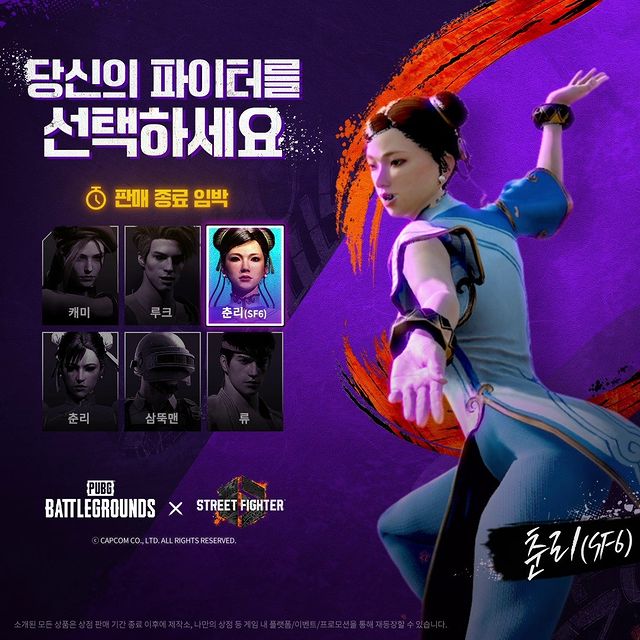 당신의 파이터를
선택하세요
판매 종료 임박
캐미
루크
춘리(SF6)
춘리
삼뚝맨
류
PUBG
BATTLEGROUNDS
×
STREET FIGHTER
ⓒ CAPCOM CO., LTD. ALL RIGHTS RESERVED.
춘리(SF6)
소개된 모든 상품은 상점 판매 기간 종료 이후에 제작소, 나만의 상점 등 게임 내 플랫폼/이벤트/프로모션을 통해 재등장할 수 있습니다.